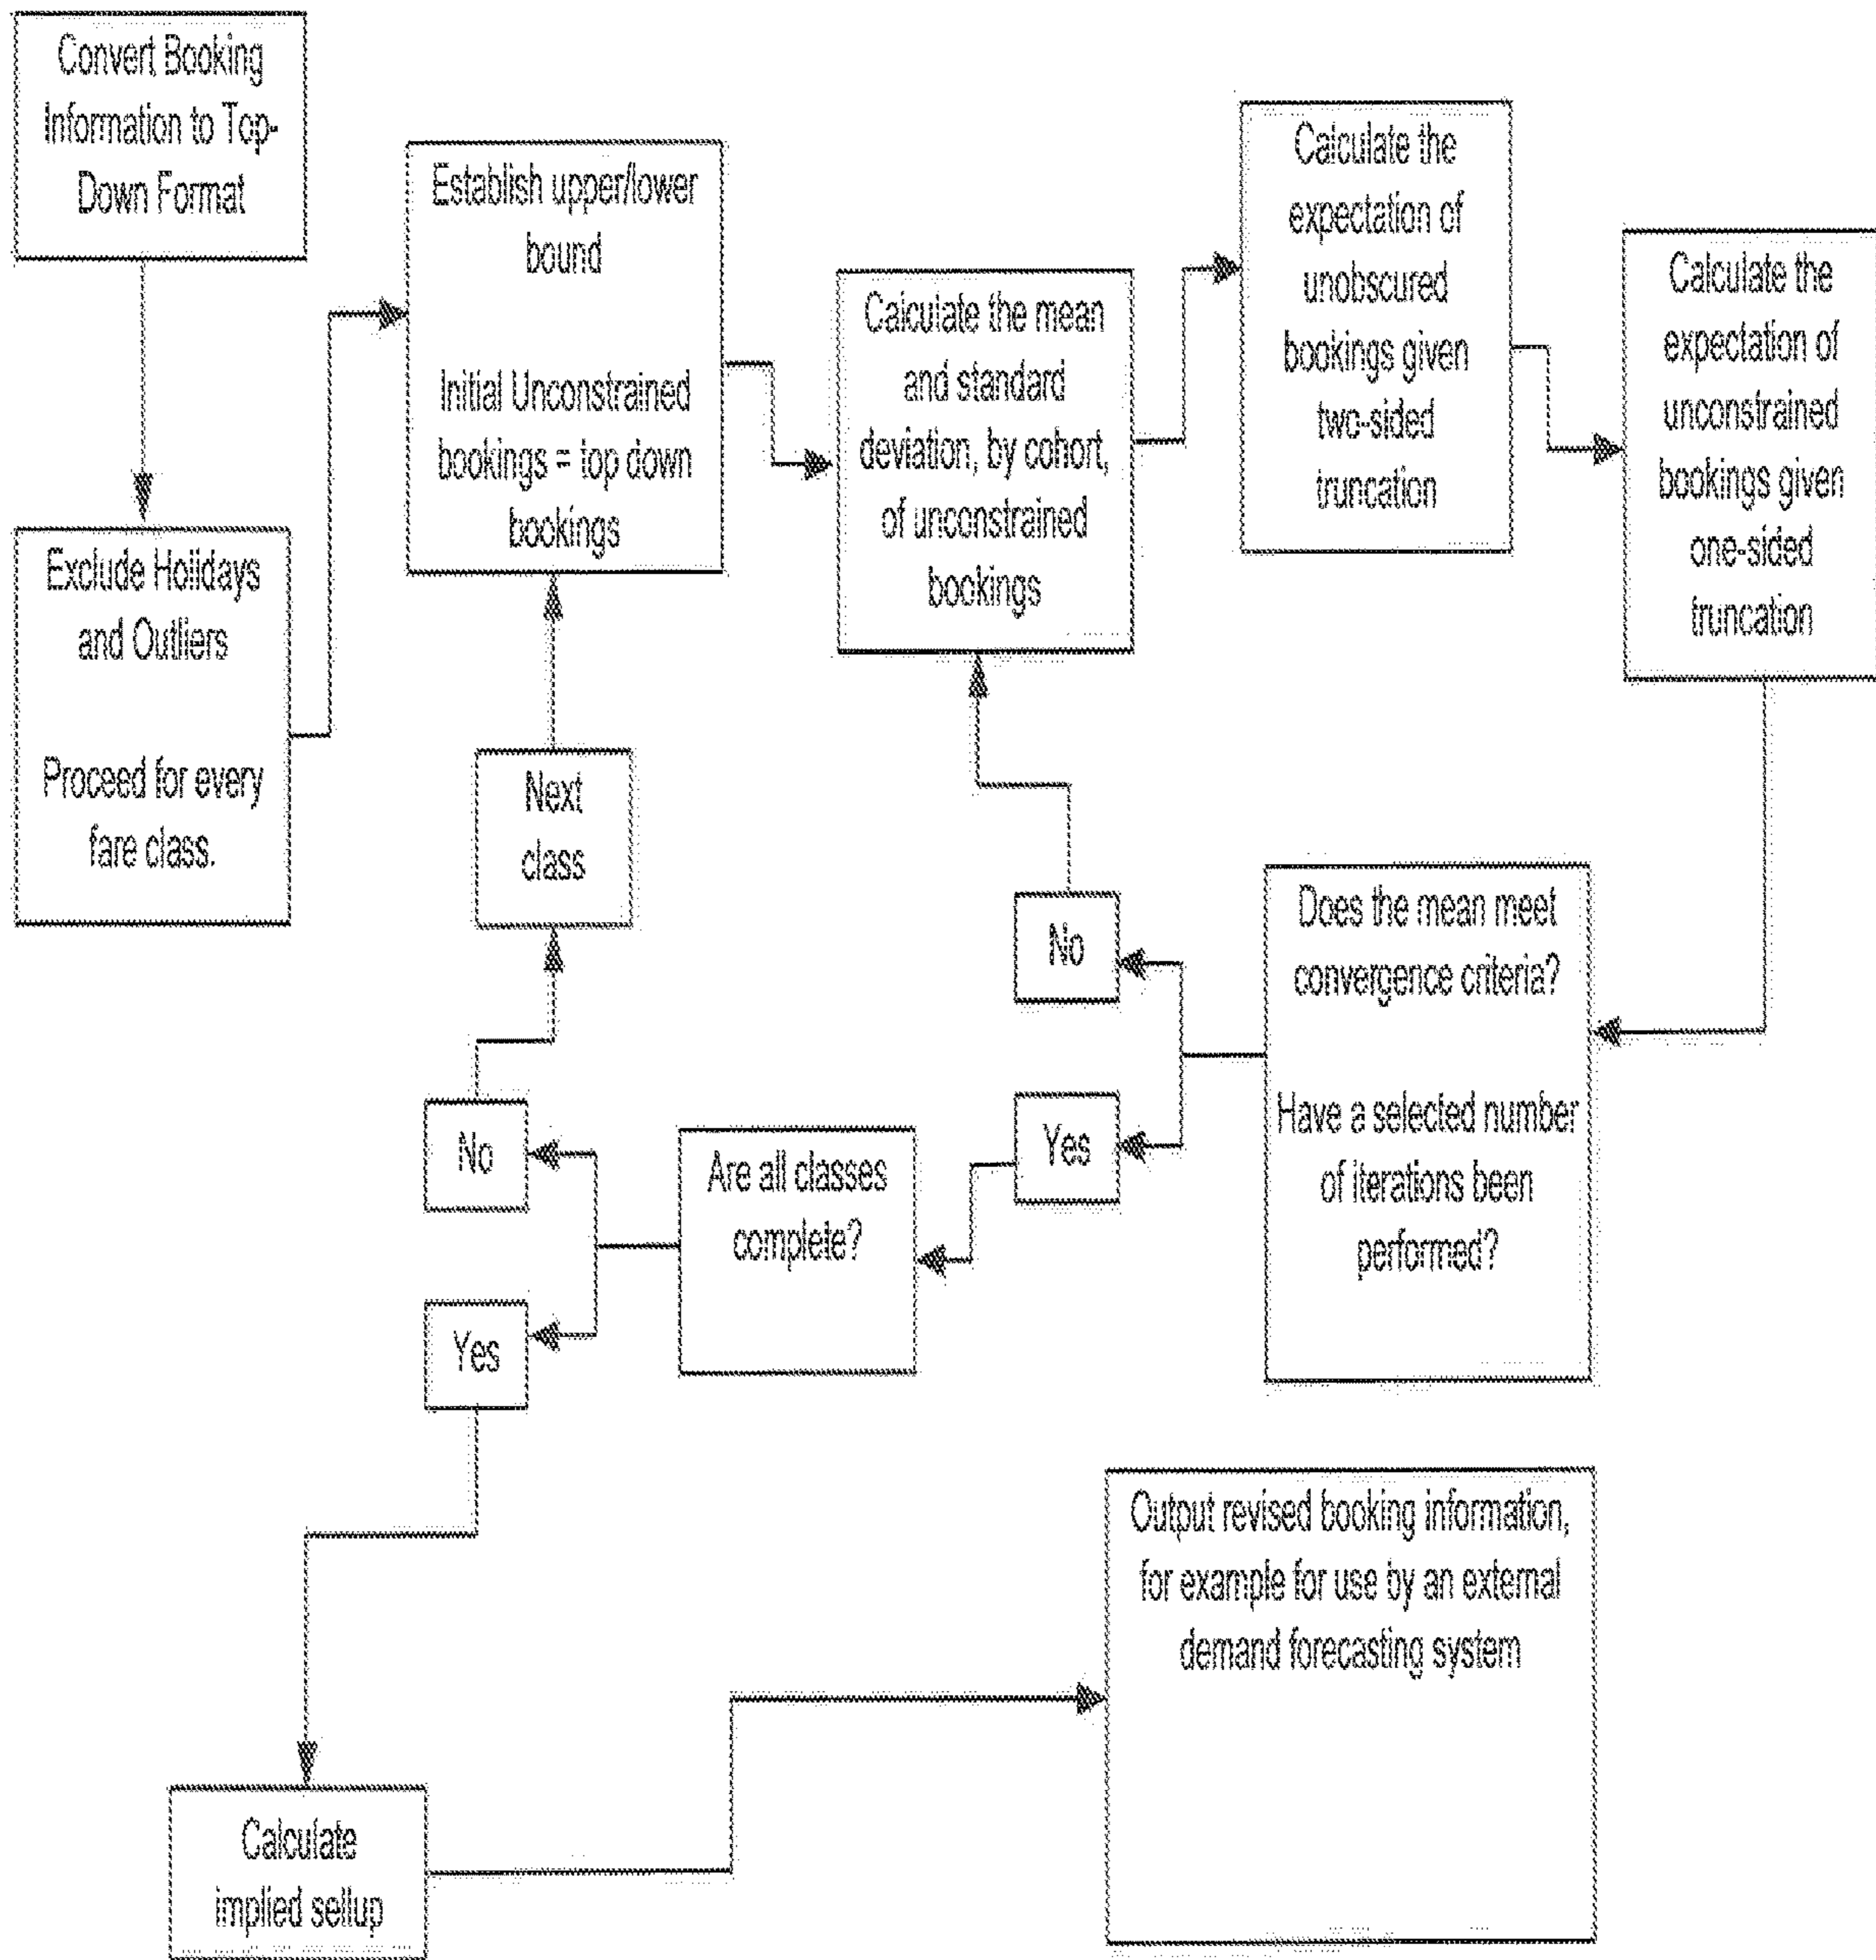 Convert Booking
Information to Top-
Down Format
Exclude Holidays
and Outliers
Proceed for every
fare class.
Establish upper/lower
bound
Initial Unconstrained
bookings = top down
bookings
Calculate the mean
and standard
deviation, by cohort,
of unconstrained
bookings
Calculate the
expectation of
unobscured
bookings given
two-sided
truncation
Calculate the
expectation of
unconstrained
bookings given
one-sided
truncation
Does the mean meet
convergence criteria?
Have a selected number
of iterations been
performed?
No
Yes
Are all classes
complete?
No
Next
class
Yes
Calculate
implied sellup
Output revised booking information,
for example for use by an external
demand forecasting system